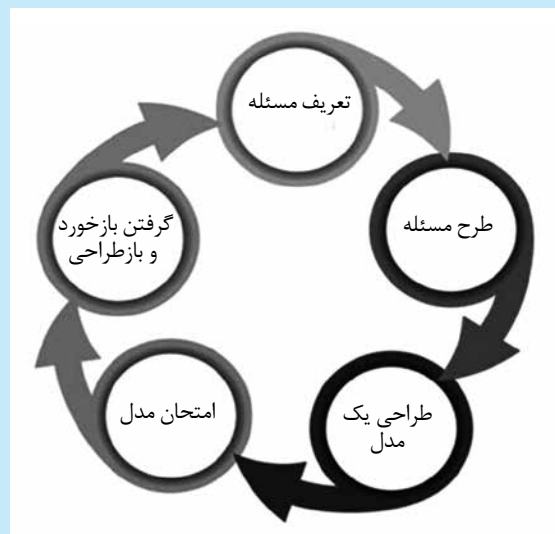 تعریف مسئله
طرح مسئله
طراحی یک
مدل
امتحان مدل
گرفتن بازخورد
و بازطراحی